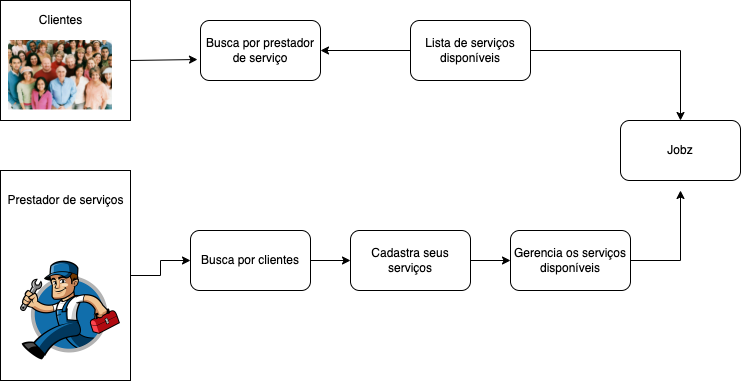 Clientes
Busca por prestador
de serviço
Lista de serviços
disponíveis
Jobz
Prestador de serviços
Busca por clientes
Cadastra seus
serviços
Gerencia os serviços
disponíveis